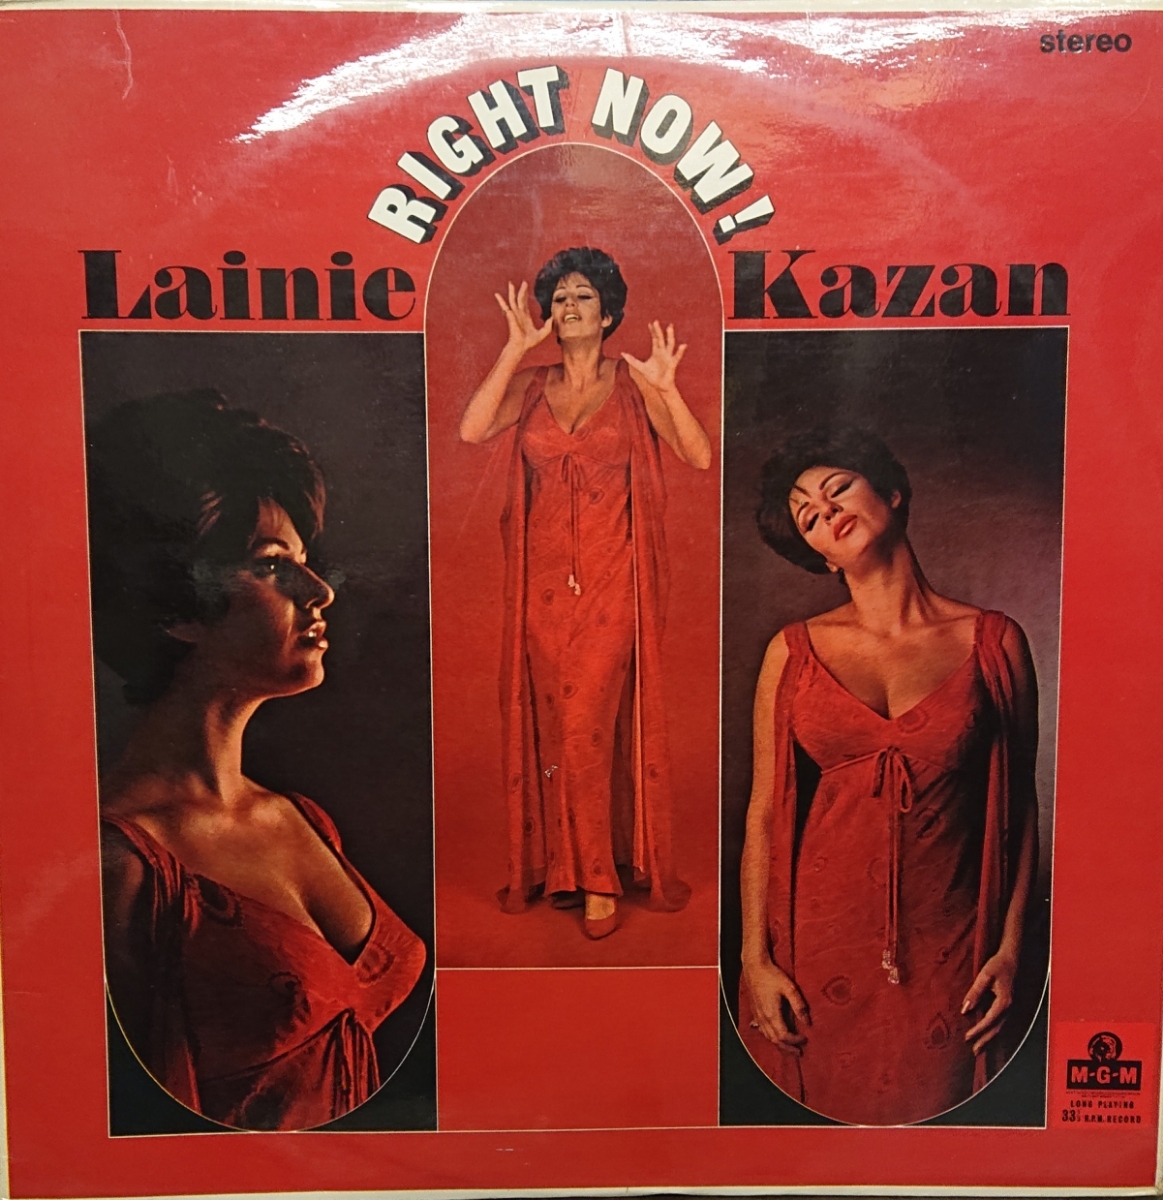 stereo
RIGHT NOW!
Lainie Kazan
M-G-M
LONG PLAYING
33⅓ R.P.M. RECORD